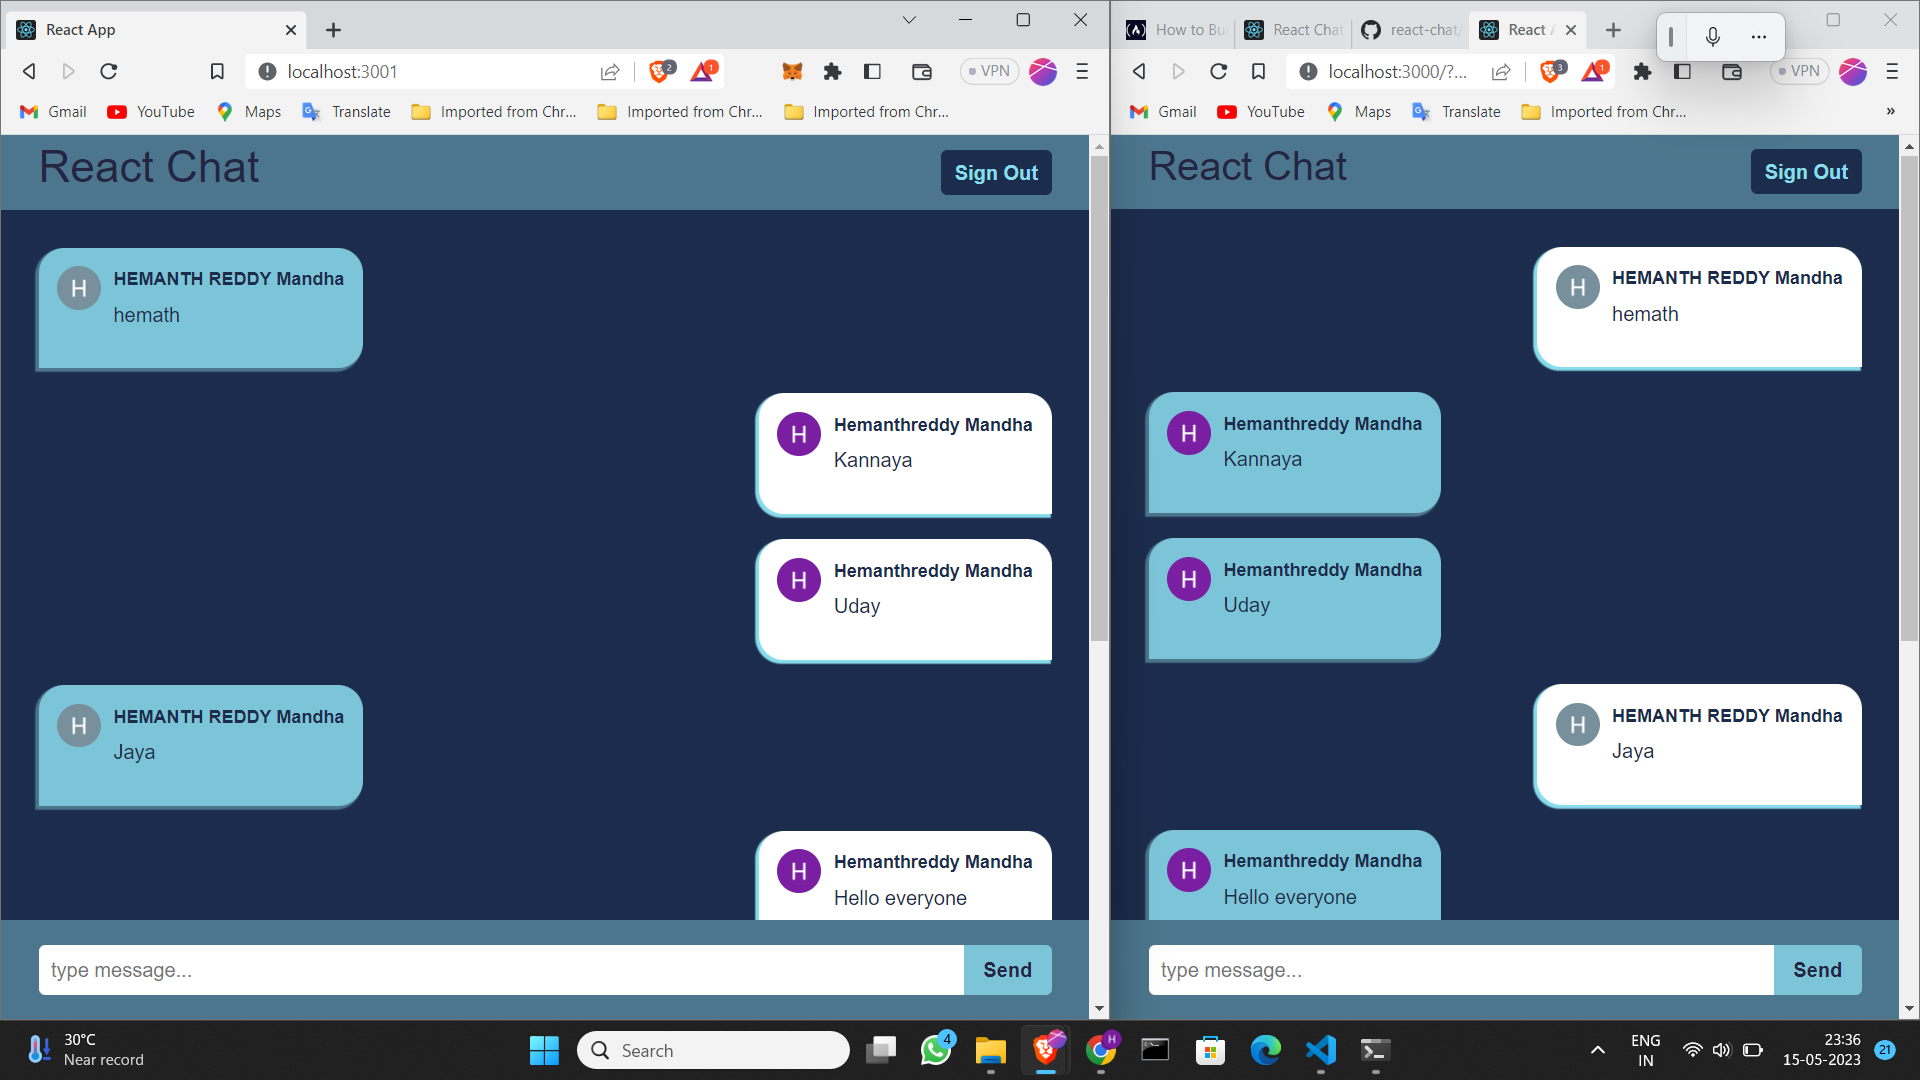 React App
localhost:3001
2
1
VPN
Gmail
YouTube
Maps
Translate
Imported from Chr...
Imported from Chr...
Imported from Chr...
React Chat
Sign Out
H
HEMANTH REDDY Mandha
hemath
H
Hemanthreddy Mandha
Kannaya
H
Hemanthreddy Mandha
Uday
H
HEMANTH REDDY Mandha
Jaya
H
Hemanthreddy Mandha
Hello everyone
type message...
Send
How to Bu
React Chat
react-chat/
React A
localhost:3000/?...
3
1
VPN
Gmail
YouTube
Maps
Translate
Imported from Chr...
»
React Chat
Sign Out
H
HEMANTH REDDY Mandha
hemath
H
Hemanthreddy Mandha
Kannaya
H
Hemanthreddy Mandha
Uday
H
HEMANTH REDDY Mandha
Jaya
H
Hemanthreddy Mandha
Hello everyone
type message...
Send
30°C
Near record
Search
4
H
ENG
IN
23:36
15-05-2023
21